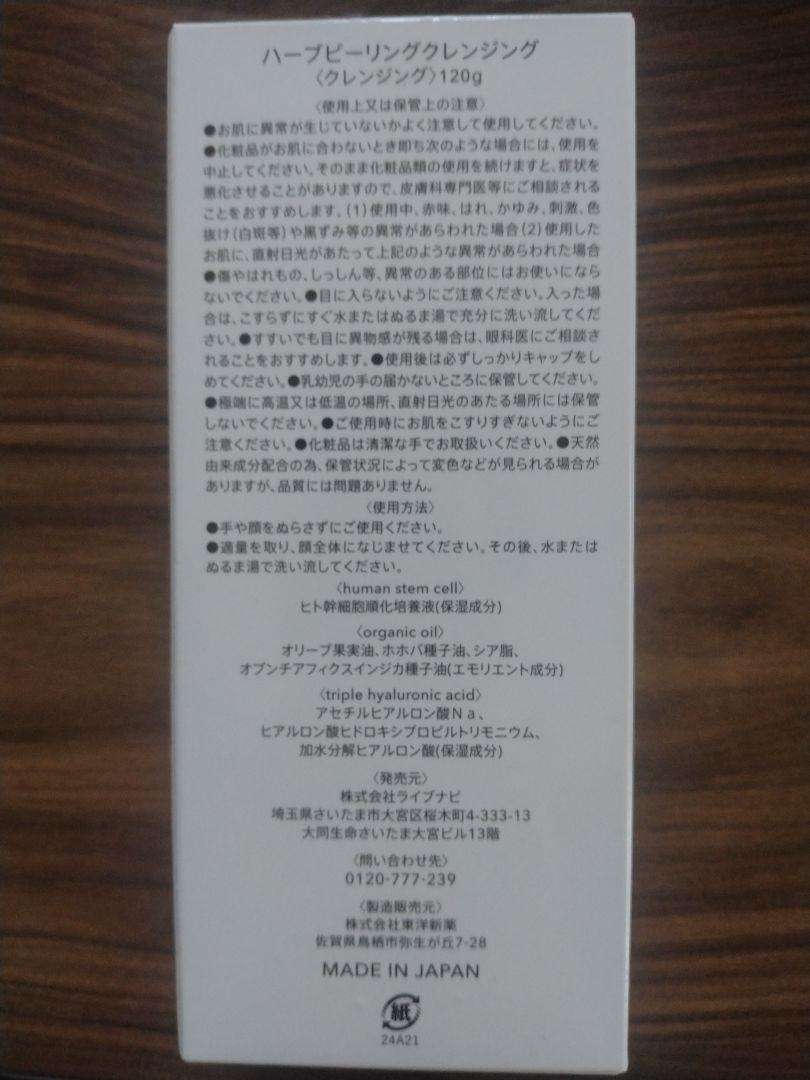 ハーブピーリングクレンジング
〈クレンジング〉120g
〈使用上又は保管上の注意〉
●お肌に異常が生じていないかよく注意して使用してください。
●化粧品がお肌に合わないとき即ち次のような場合には、使用を
中止してください。そのまま化粧品類の使用を続けますと、症状を
悪化させることがありますので、皮膚科専門医等にご相談される
ことをおすすめします。(1)使用中、赤味、はれ、かゆみ、刺激、色
抜け(白斑等)や黒ずみ等の異常があらわれた場合(2)使用した
お肌に、直射日光があたって上記のような異常があらわれた場合
●傷やはれもの、しっしん等、異常のある部位にはお使いになら
ないでください。●目に入らないようにご注意ください。入った場
合は、こすらずにすぐ水またはぬるま湯で充分に洗い流してくだ
さい。●すすいでも目に異物感が残る場合は、眼科医にご相談さ
れることをおすすめします。●使用後は必ずしっかりキャップをし
めてください。●乳幼児の手の届かないところに保管してください。
●極端に高温又は低温の場所、直射日光のあたる場所には保管
しないでください。●ご使用時にお肌をこすりすぎないようにご
注意ください。●化粧品は清潔な手でお取扱いください。●天然
由来成分配合の為、保管状況によって変色などが見られる場合が
ありますが、品質には問題ありません。
〈使用方法〉
●手や顔をぬらさずにご使用ください。
●適量を取り、顔全体になじませてください。その後、水または
ぬるま湯で洗い流してください。
〈human stem cell〉
ヒト幹細胞順化培養液(保湿成分)
〈organic oil〉
オリーブ果実油、ホホバ種子油、シア脂、
オプンチアフィクスインジカ種子油(エモリエント成分)
〈triple hyaluronic acid〉
アセチルヒアルロン酸Na、
ヒアルロン酸ヒドロキシプロピルトリモニウム、
加水分解ヒアルロン酸(保湿成分)
〈発売元〉
株式会社ライブナビ
埼玉県さいたま市大宮区桜木町4-333-13
大同生命さいたま大宮ビル13階
〈問い合わせ先〉
0120-777-239
〈製造販売元〉
株式会社東洋新薬
佐賀県鳥栖市弥生が丘7-28
MADE IN JAPAN
紙
24A21